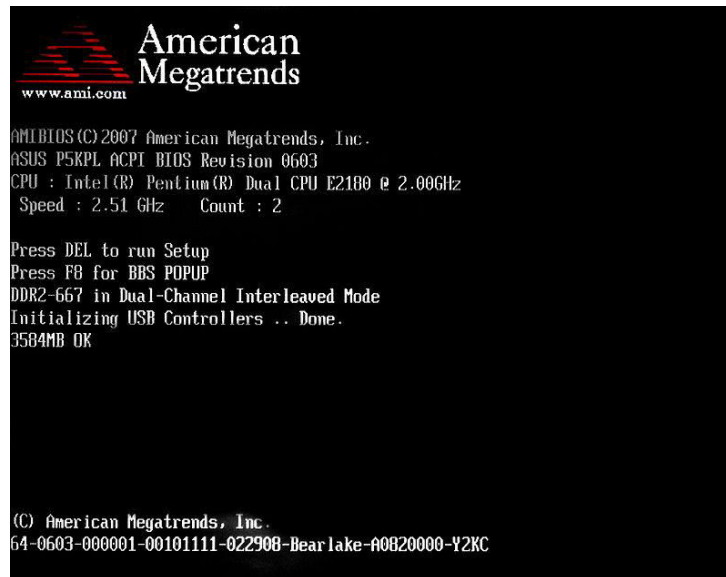 American
Megatrends
www.ami.com
AMIBIOS(C)2007 American Megatrends, Inc.
ASUS P5KPL ACPI BIOS Revision 0603
CPU : Intel(R) Pentium(R) Dual CPU E2180 @ 2.00GHz
Speed : 2.51 GHz Count : 2
Press DEL to run Setup
Press F8 for BBS POPUP
DDR2-667 in Dual-Channel Interleaved Mode
Initializing USB Controllers .. Done.
3584MB OK
(C) American Megatrends, Inc.
64-0603-000001-00101111-022908-Bearlake-A0820000-Y2KC